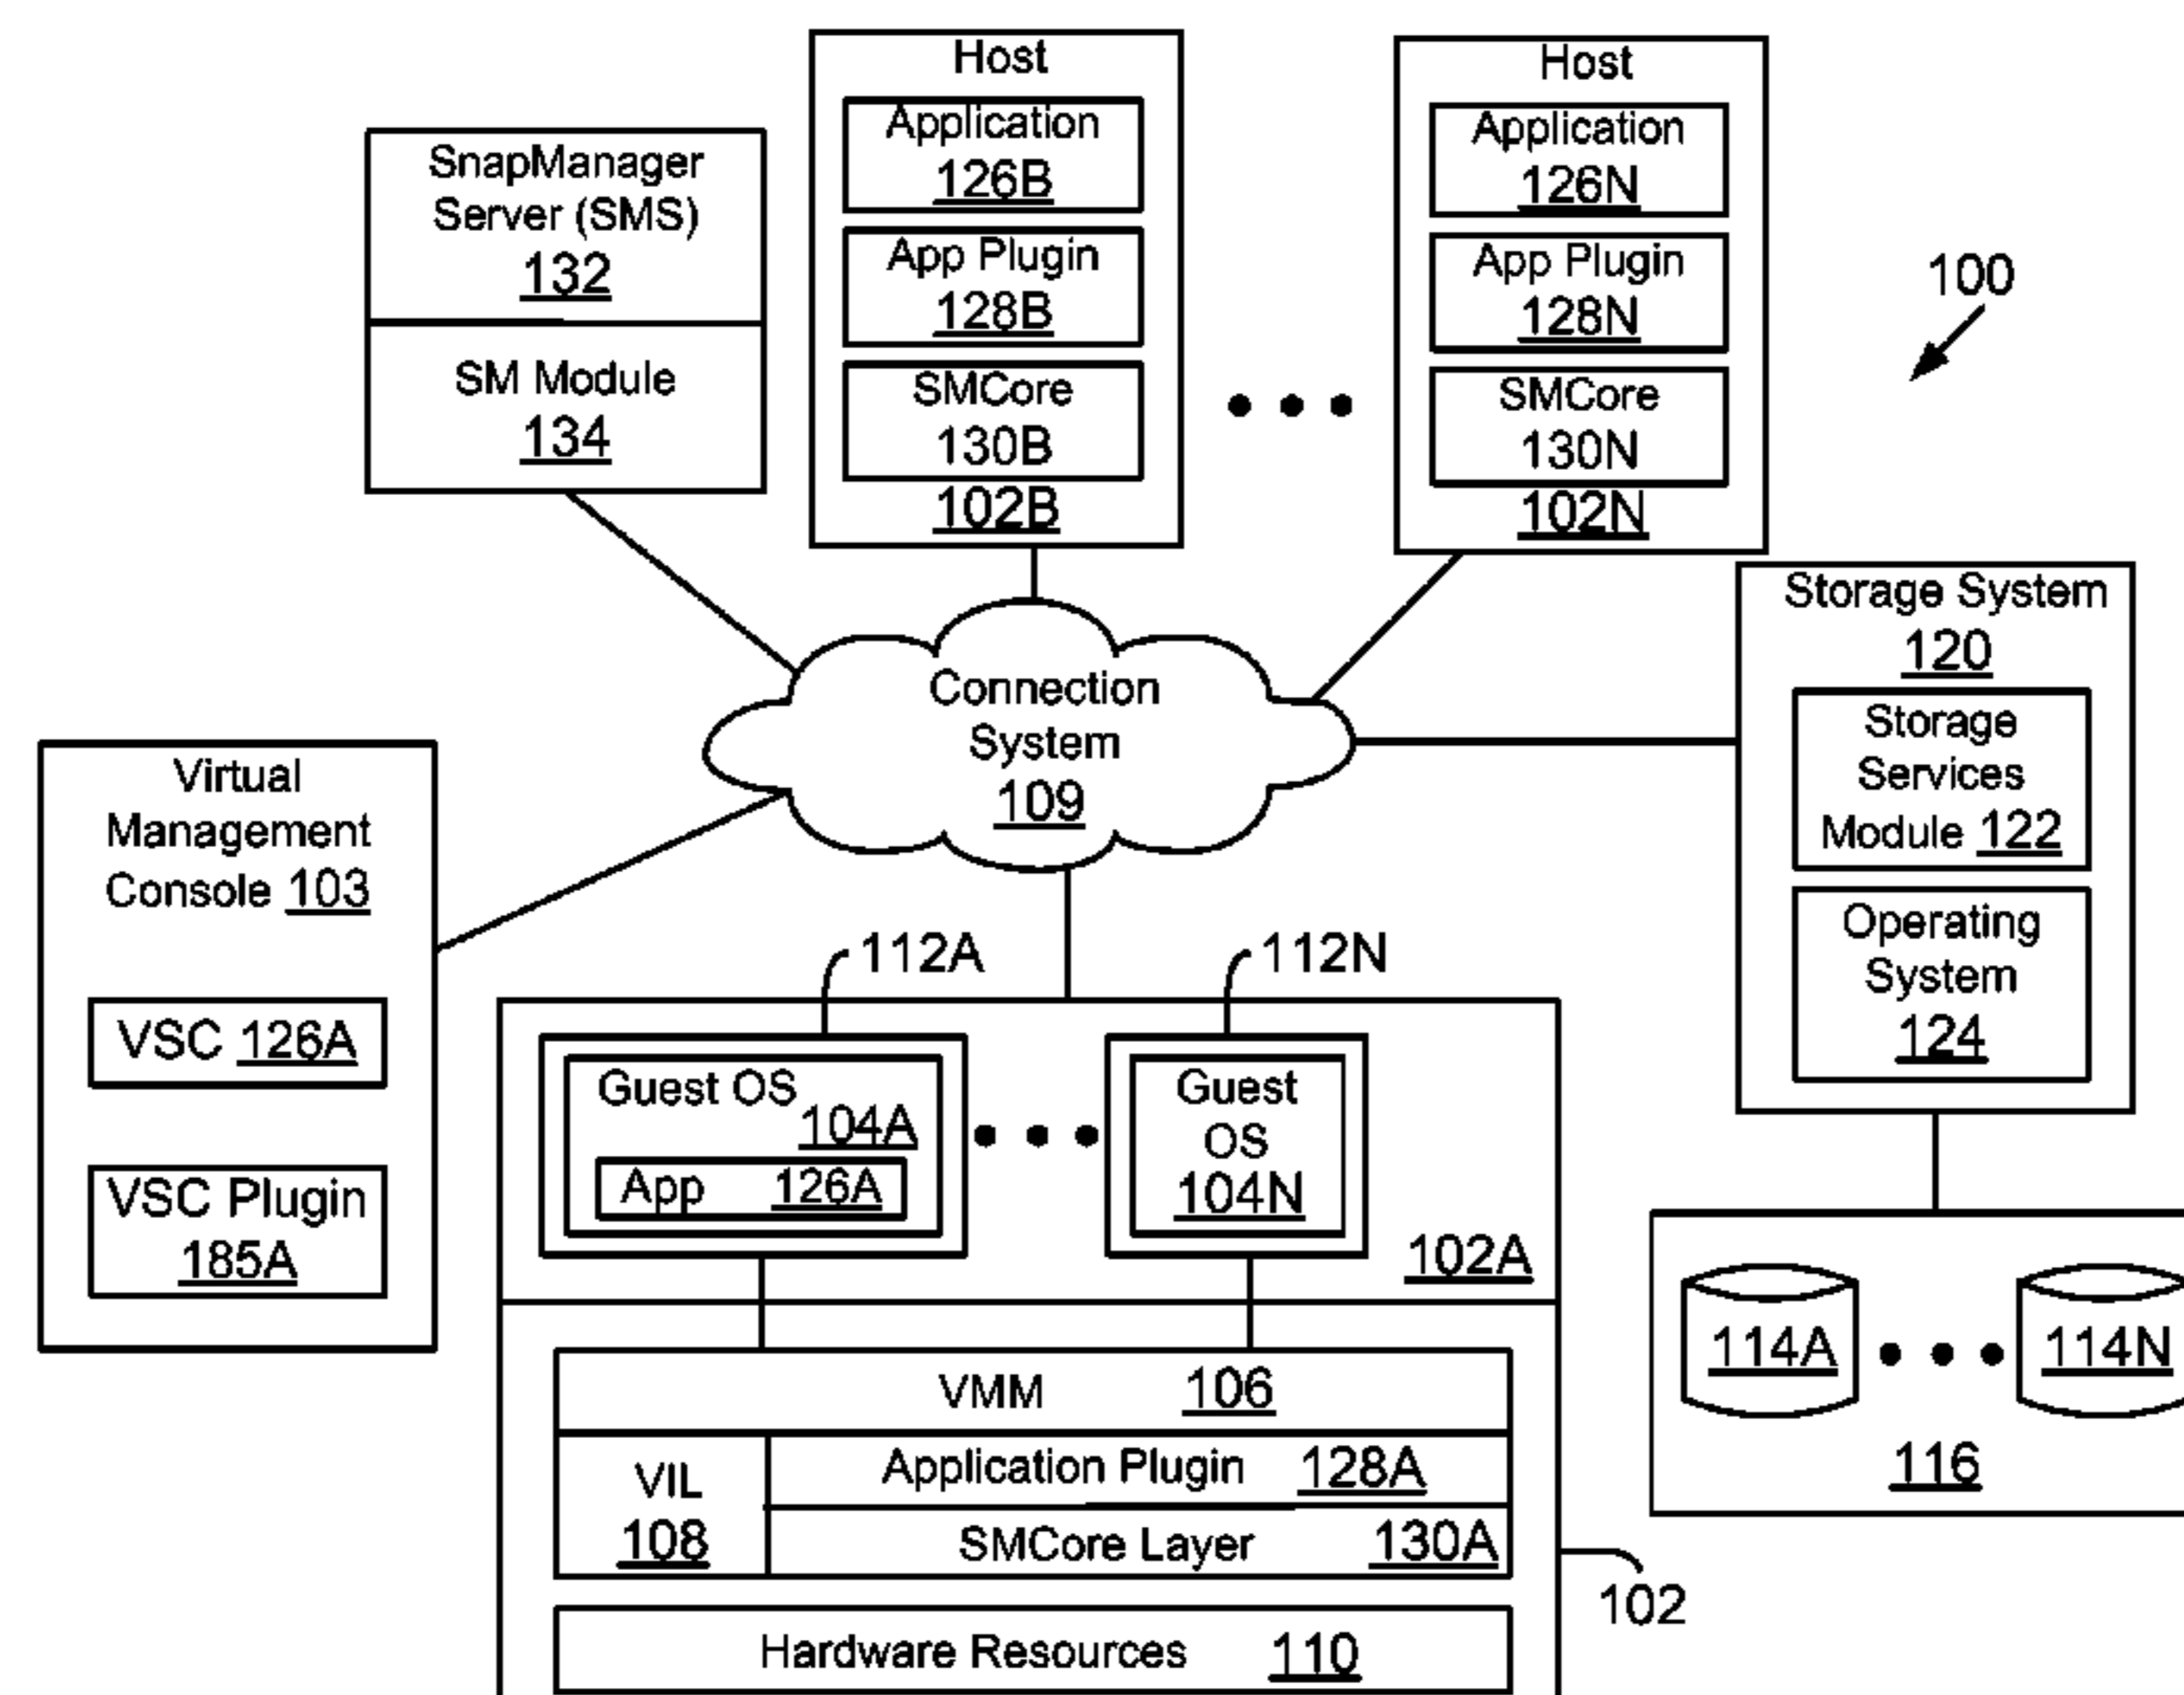 Host
Application
126B
App Plugin
128B
SMCore
130B
102B
Host
Application
126N
App Plugin
128N
SMCore
130N
102N
SnapManager
Server (SMS)
132
SM Module
134
100
Connection
System
109
Storage System
120
Storage
Services
Module 122
Operating
System
124
Virtual
Management
Console 103
VSC 126A
VSC Plugin
185A
112A
112N
Guest OS
104A
App 126A
Guest
OS
104N
102A
VMM 106
VIL
108
Application Plugin 128A
SMCore Layer 130A
Hardware Resources 110
102
114A
114N
116